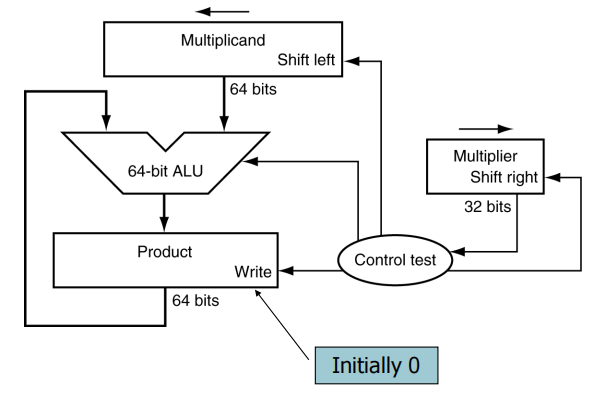 Multiplicand
Shift left
64 bits
64-bit ALU
Multiplier
Shift right
32 bits
Product
Write
Control test
64 bits
Initially 0